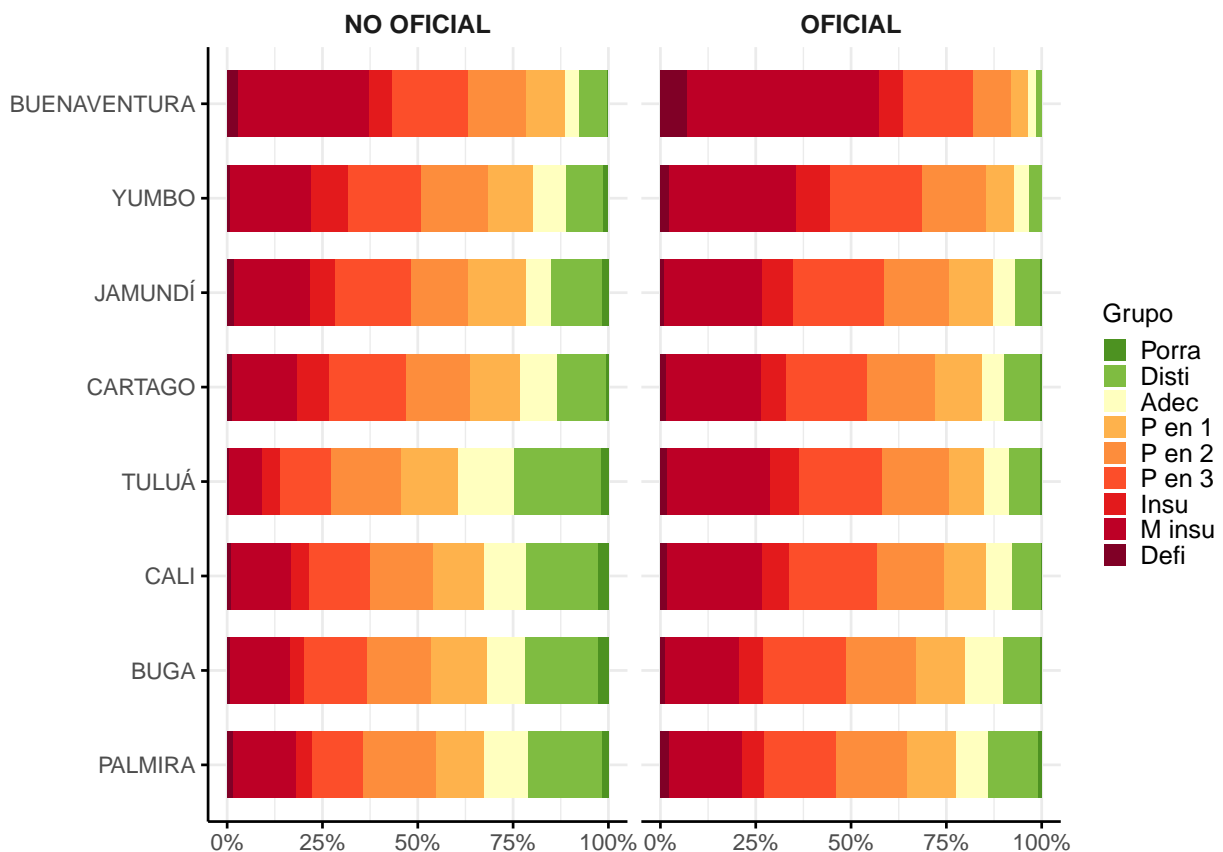 NO OFICIAL
OFICIAL
BUENAVENTURA
YUMBO
JAMUNDÍ
CARTAGO
TULUÁ
CALI
BUGA
PALMIRA
0% 25% 50% 75% 100%
0% 25% 50% 75% 100%
Grupo
Porra
Disti
Adec
P en 1
P en 2
P en 3
Insu
M insu
Defi